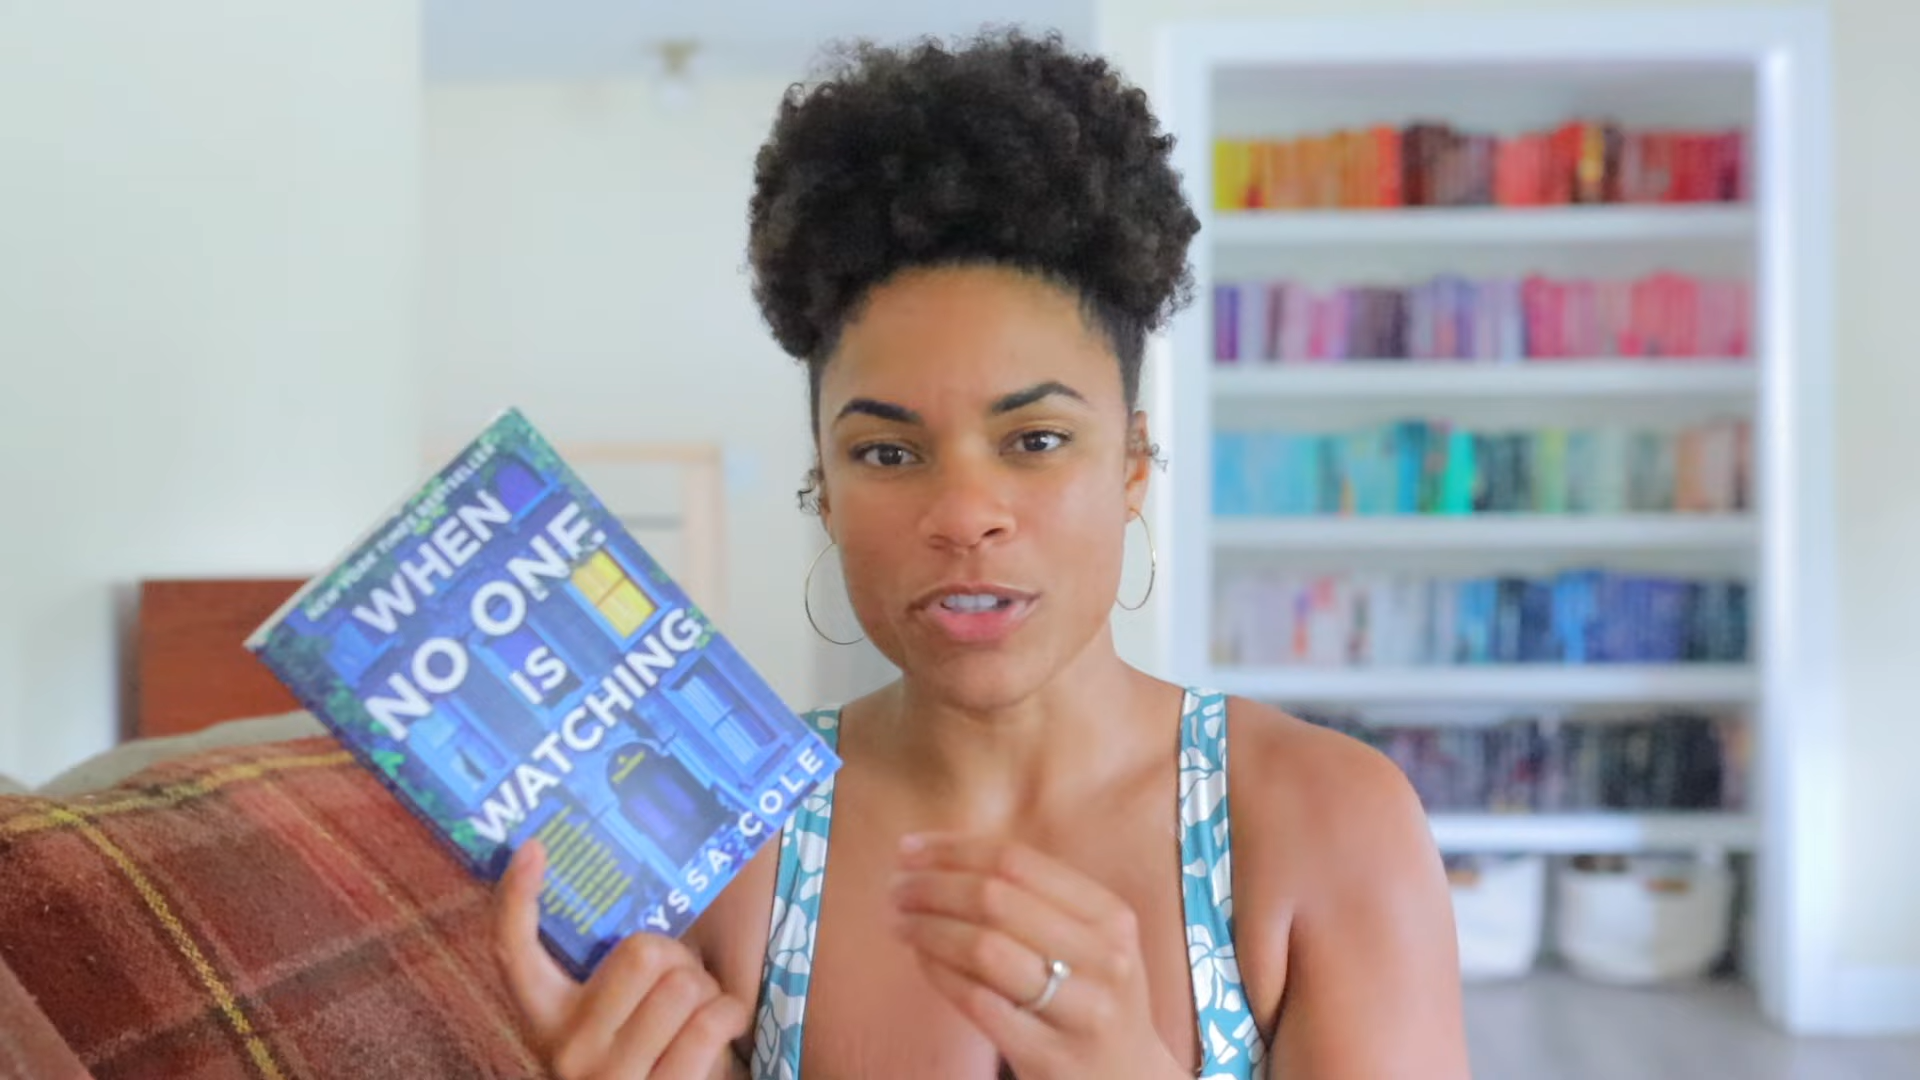 NEW YORK TIMES BESTSELLER
WHEN
NO ONE
IS
WATCHING
YSSA COLE